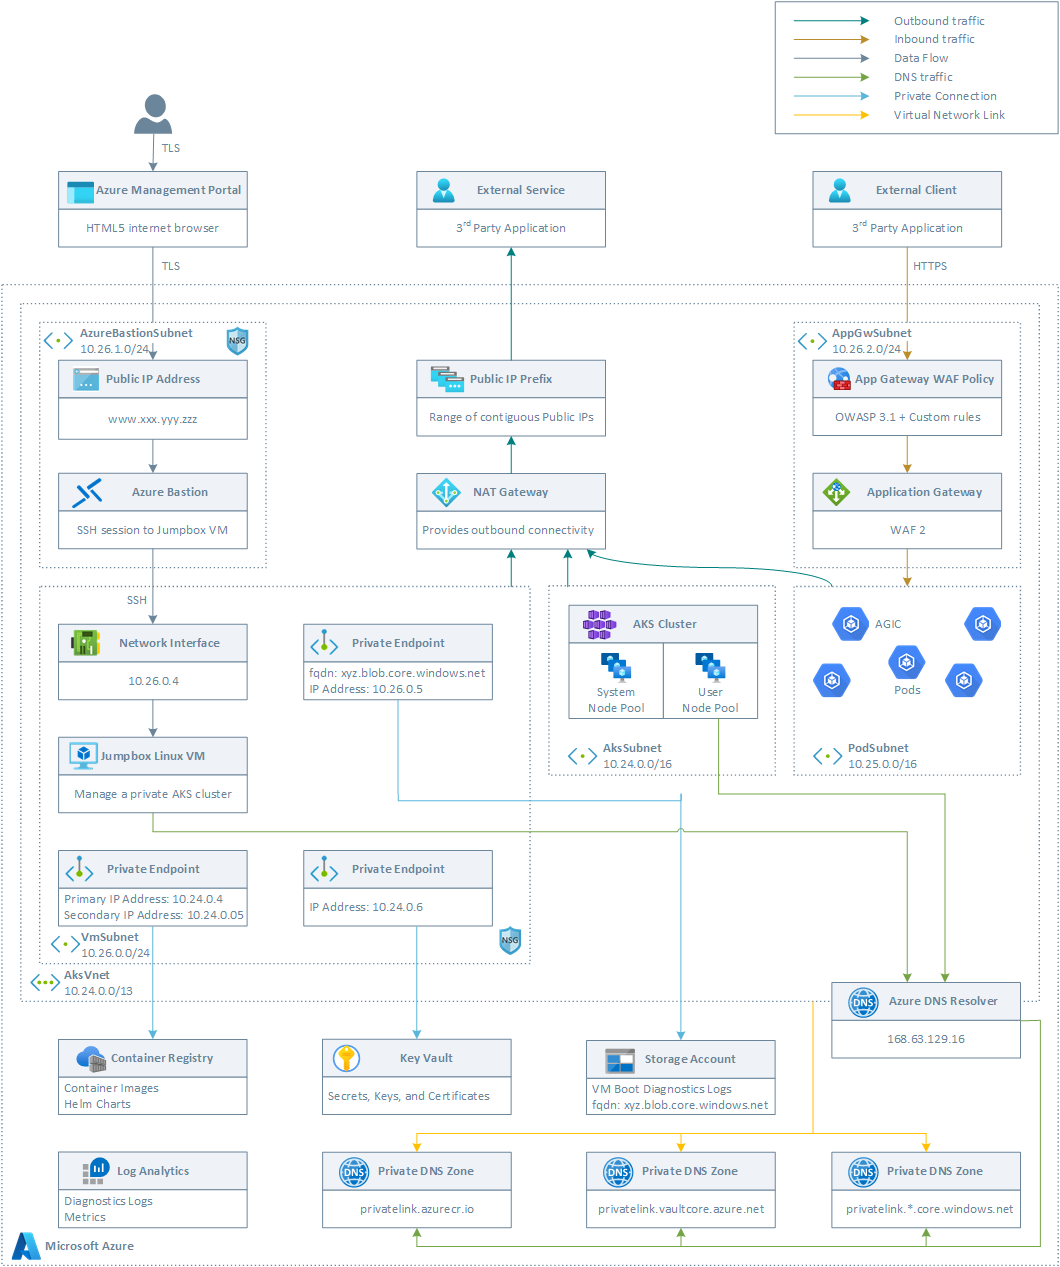 Outbound traffic
Inbound traffic
Data Flow
DNS traffic
Private Connection
Virtual Network Link
TLS
Azure Management Portal
HTML5 internet browser
External Service
3rd Party Application
External Client
3rd Party Application
TLS
HTTPS
AzureBastionSubnet
10.26.1.0/24
NSG
AppGwSubnet
10.26.2.0/24
Public IP Address
www.xxx.yyy.zzz
Public IP Prefix
Range of contiguous Public IPs
App Gateway WAF Policy
OWASP 3.1 + Custom rules
Azure Bastion
SSH session to Jumpbox VM
NAT Gateway
Provides outbound connectivity
Application Gateway
WAF 2
SSH
Network Interface
10.26.0.4
Private Endpoint
fqdn: xyz.blob.core.windows.net
IP Address: 10.26.0.5
AKS Cluster
System
Node Pool
User
Node Pool
AGIC
Pods
AksSubnet
10.24.0.0/16
PodSubnet
10.25.0.0/16
Jumpbox Linux VM
Manage a private AKS cluster
Private Endpoint
Primary IP Address: 10.24.0.4
Secondary IP Address: 10.24.0.05
Private Endpoint
IP Address: 10.24.0.6
VmSubnet
10.26.0.0/24
NSG
AksVnet
10.24.0.0/13
DNS
Azure DNS Resolver
168.63.129.16
Container Registry
Container Images
Helm Charts
Key Vault
Secrets, Keys, and Certificates
Storage Account
VM Boot Diagnostics Logs
fqdn: xyz.blob.core.windows.net
Log Analytics
Diagnostics Logs
Metrics
DNS
Private DNS Zone
privatelink.azurecr.io
DNS
Private DNS Zone
privatelink.vaultcore.azure.net
DNS
Private DNS Zone
privatelink.*.core.windows.net
Microsoft Azure